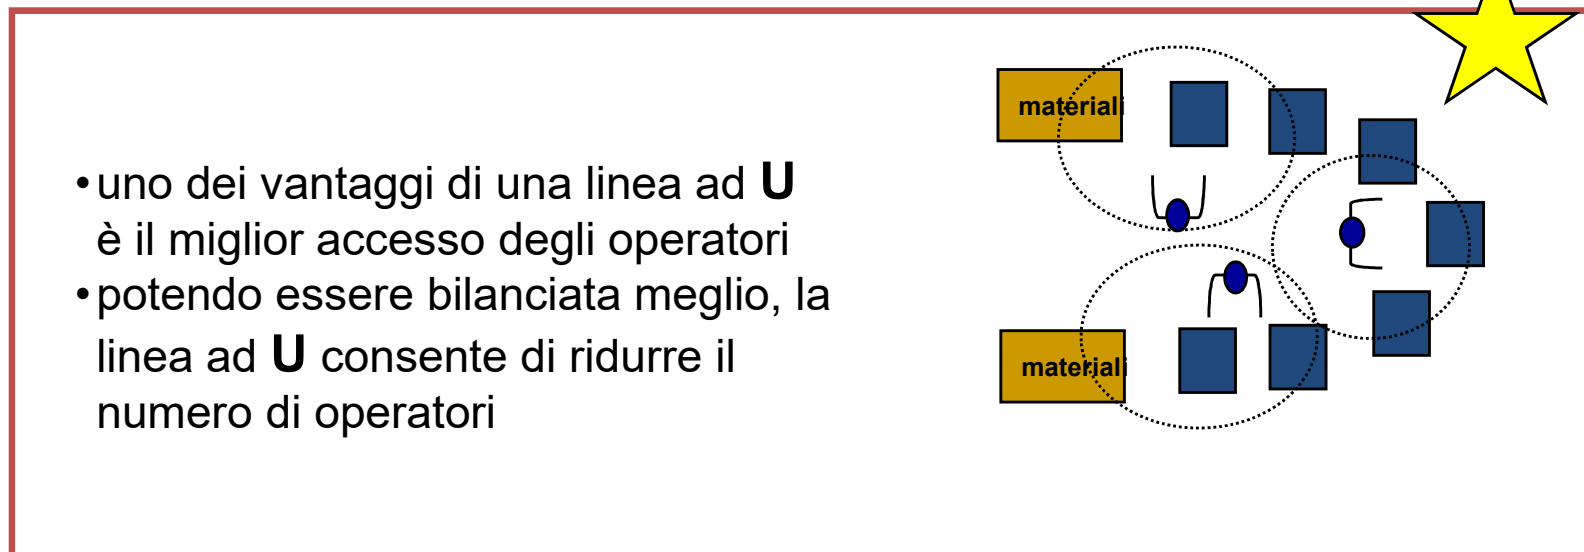 •uno dei vantaggi di una linea ad U
è il miglior accesso degli operatori
•potendo essere bilanciata meglio, la
linea ad U consente di ridurre il
numero di operatori
materiali
materiali